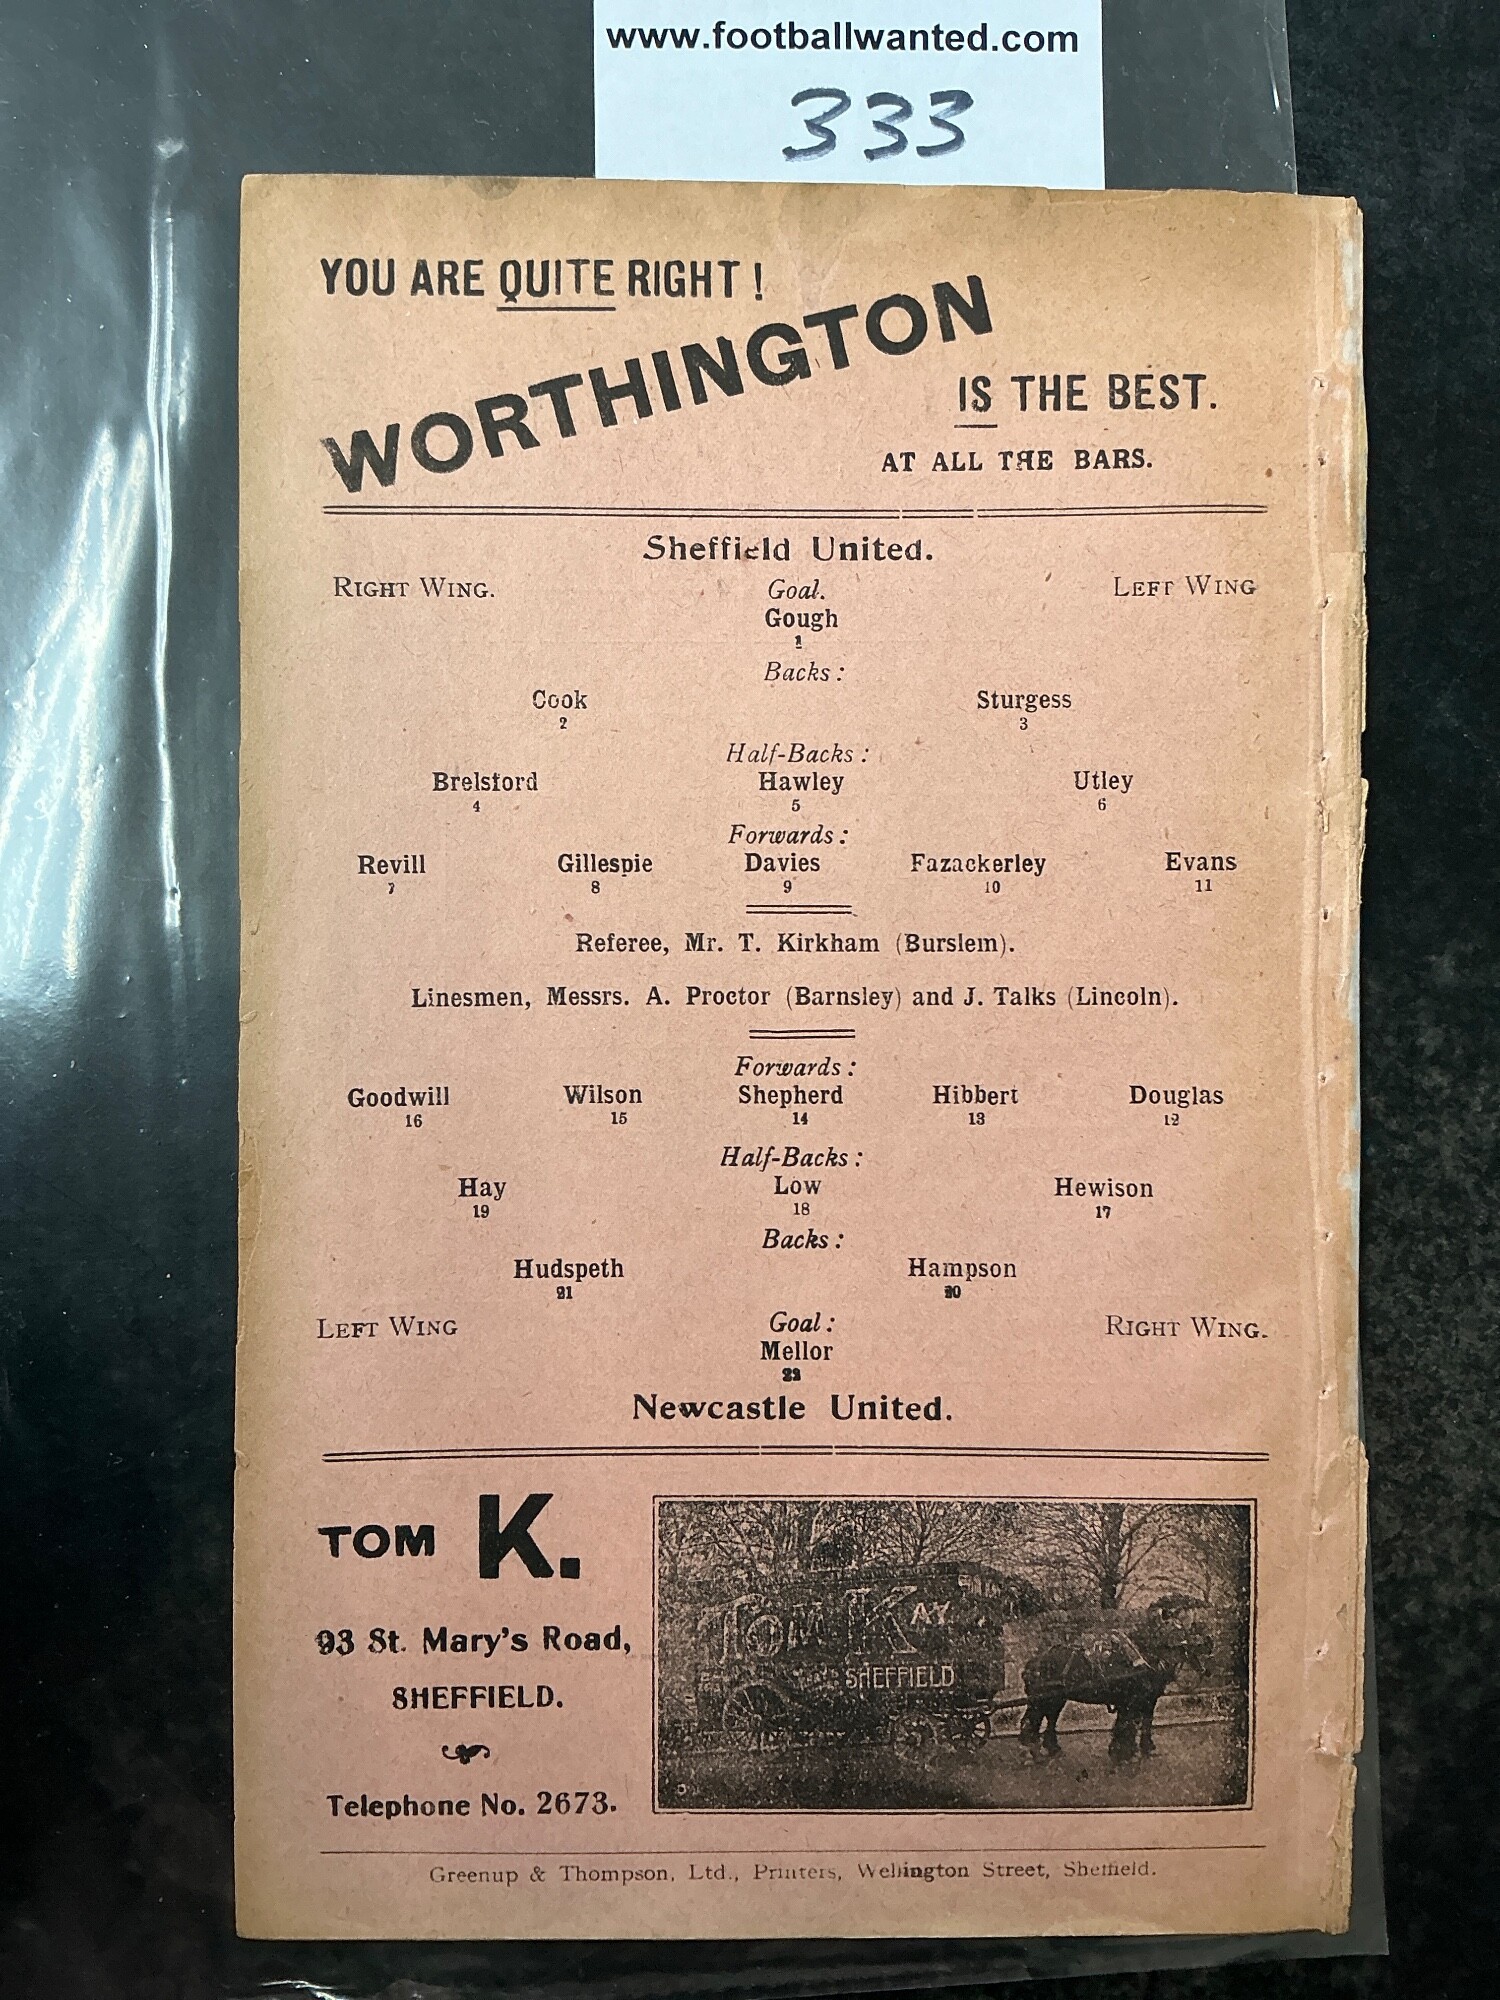 www.footballwanted.com
333
YOU ARE QUITE RIGHT!
WORTHINGTON
IS THE BEST.
AT ALL THE BARS.
Sheffield United.
RIGHT WING. Goal. LEFT WING
Gough
1
Backs:
Cook Sturgess
2 3
Half-Backs:
Brelsford Hawley Utley
4 5 6
Forwards:
Revill Gillespie Davies Fazackerley Evans
7 8 9 10 11
Referee, Mr. T. Kirkham (Burslem).
Linesmen, Messrs. A. Proctor (Barnsley) and J. Talks (Lincoln).
Forwards:
Goodwill Wilson Shepherd Hibbert Douglas
16 15 14 13 12
Half-Backs:
Hay Low Hewison
19 18 17
Backs:
Hudspeth Hampson
21 20
LEFT WING Goal: RIGHT WING.
Mellor
22
Newcastle United.
TOM K.
93 St. Mary's Road,
SHEFFIELD.
Telephone No. 2673.
TOM KAY
SHEFFIELD
Greenup & Thompson, Ltd., Printers, Wellington Street, Sheffield.